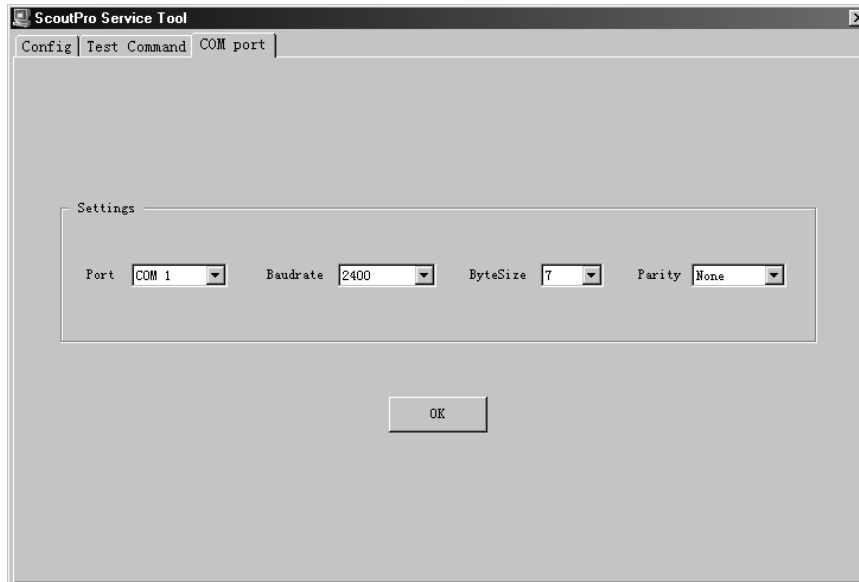 ScoutPro Service Tool
Config Test Command COM port
Settings
Port COM 1 Baudrate 2400 ByteSize 7 Parity None
OK